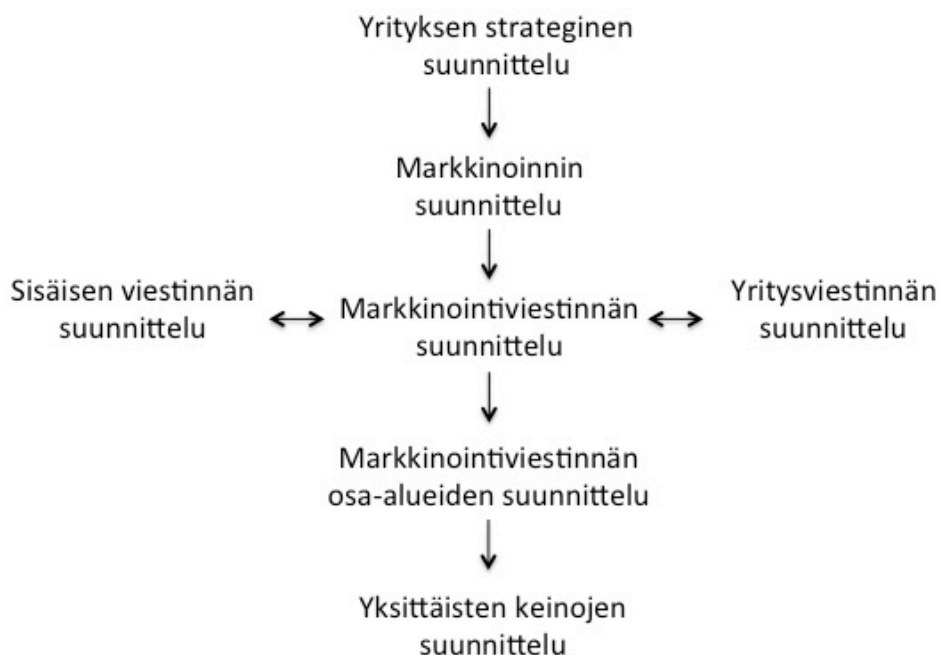 Yrityksen strateginen
suunnittelu
Markkinoinnin
suunnittelu
Sisäisen viestinnän
suunnittelu
Markkinointiviestinnän
suunnittelu
Yritysviestinnän
suunnittelu
Markkinointiviestinnän
osa-alueiden suunnittelu
Yksittäisten keinojen
suunnittelu